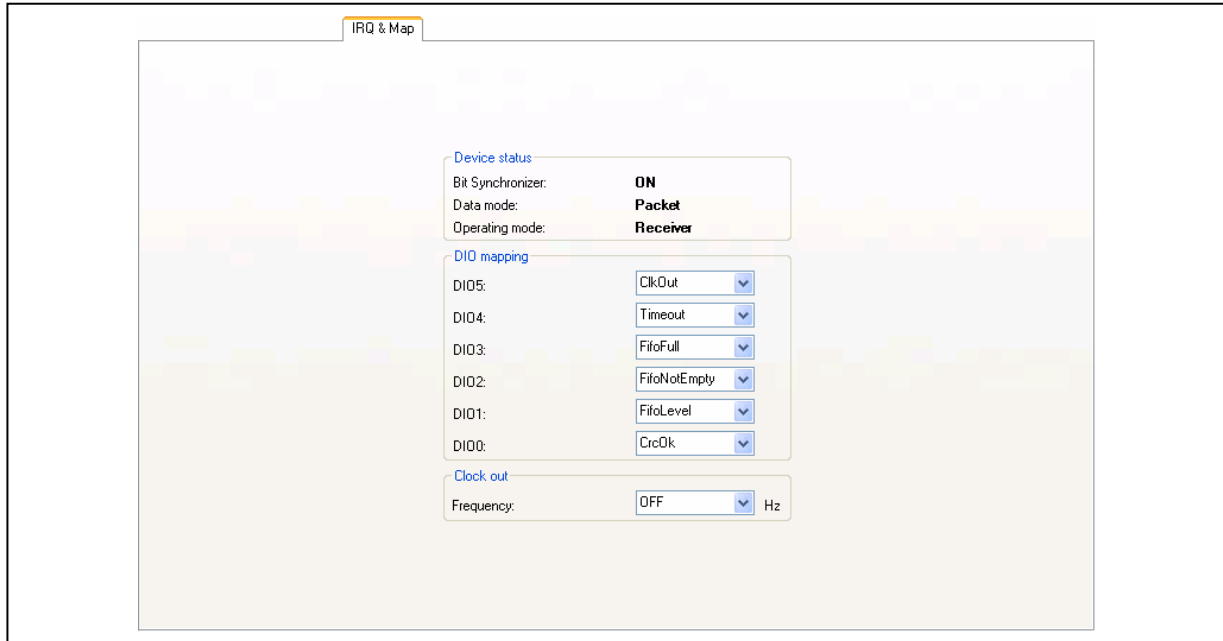 IRQ & Map
Device status
Bit Synchronizer: ON
Data mode: Packet
Operating mode: Receiver
DIO mapping
DIO5: ClkOut
DIO4: Timeout
DIO3: FifoFull
DIO2: FifoNotEmpty
DIO1: FifoLevel
DIO0: CrcOk
Clock out
Frequency: OFF Hz